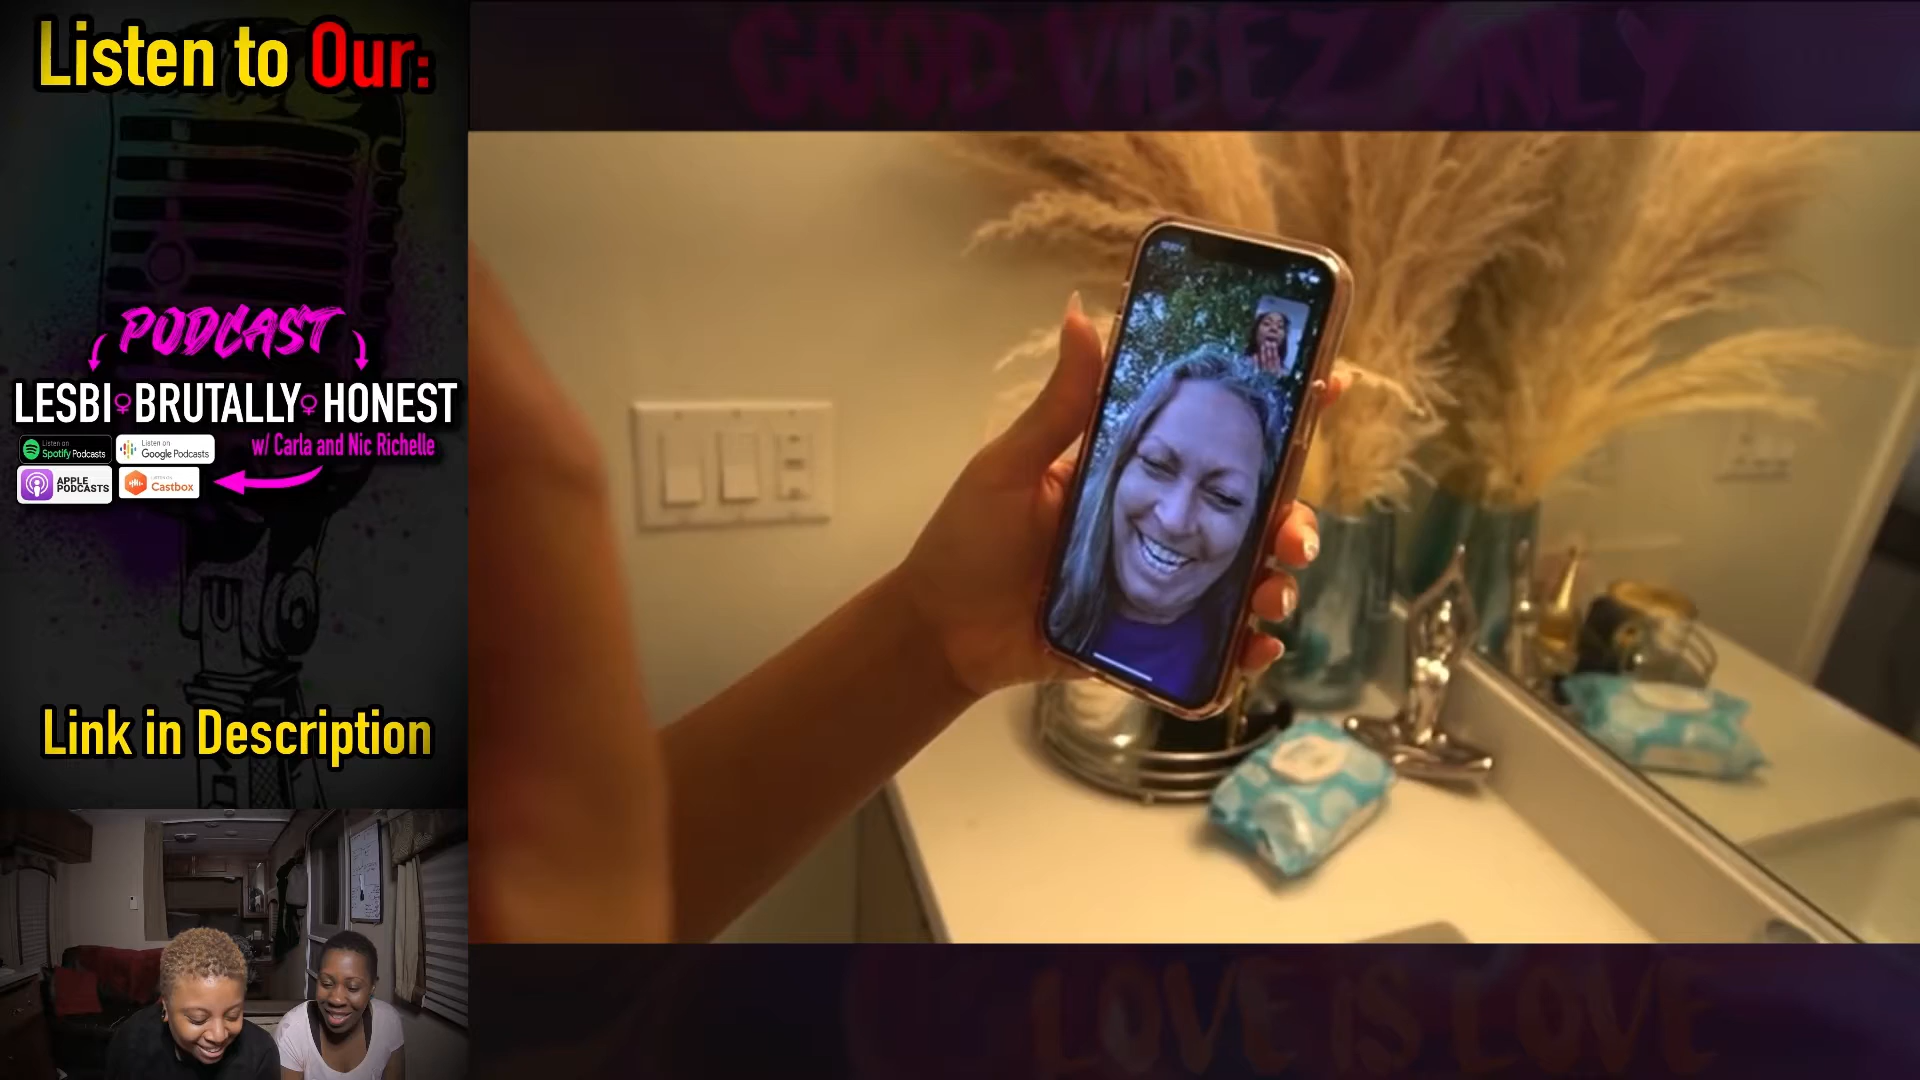 Listen to Our:
PODCAST
LESBI♀BRUTALLY♀HONEST
w/ Carla and Nic Richelle
Listen on
Spotify Podcasts
Listen on
Google Podcasts
APPLE
PODCASTS
Castbox
Link in Description
GOOD VIBEZ ONLY
LOVE IS LOVE